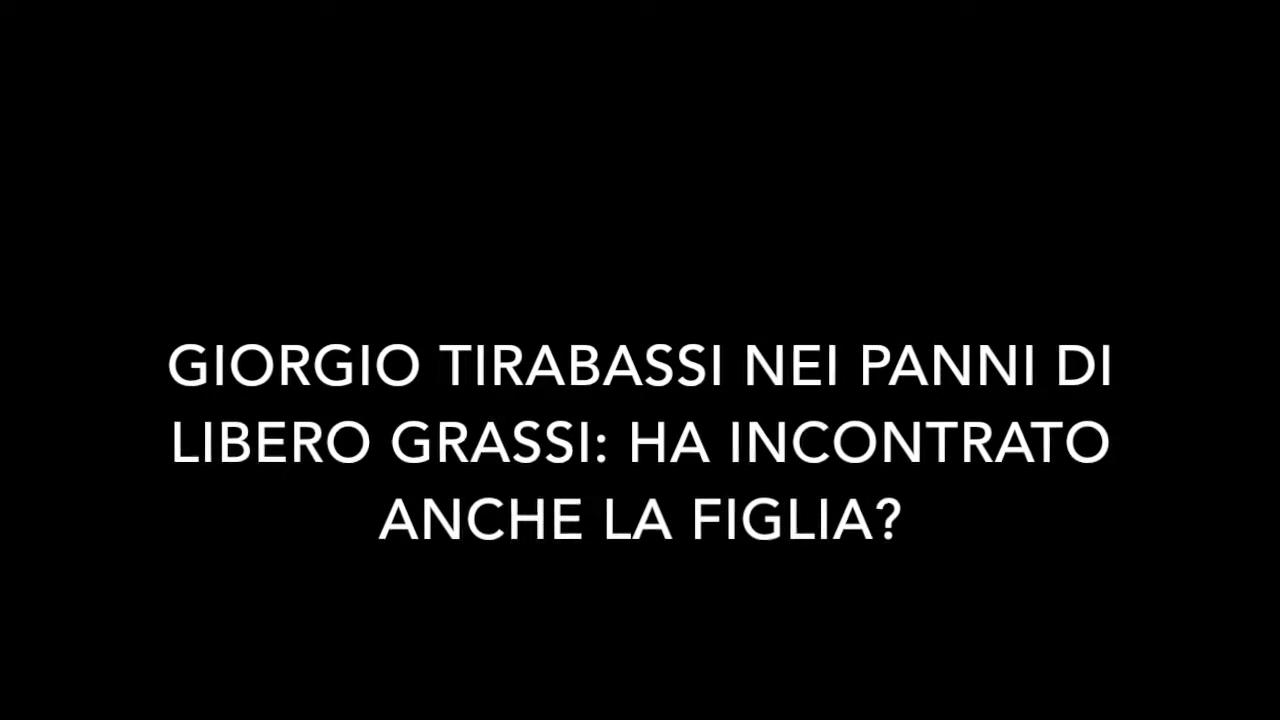 GIORGIO TIRABASSI NEI PANNI DI
LIBERO GRASSI: HA INCONTRATO
ANCHE LA FIGLIA?